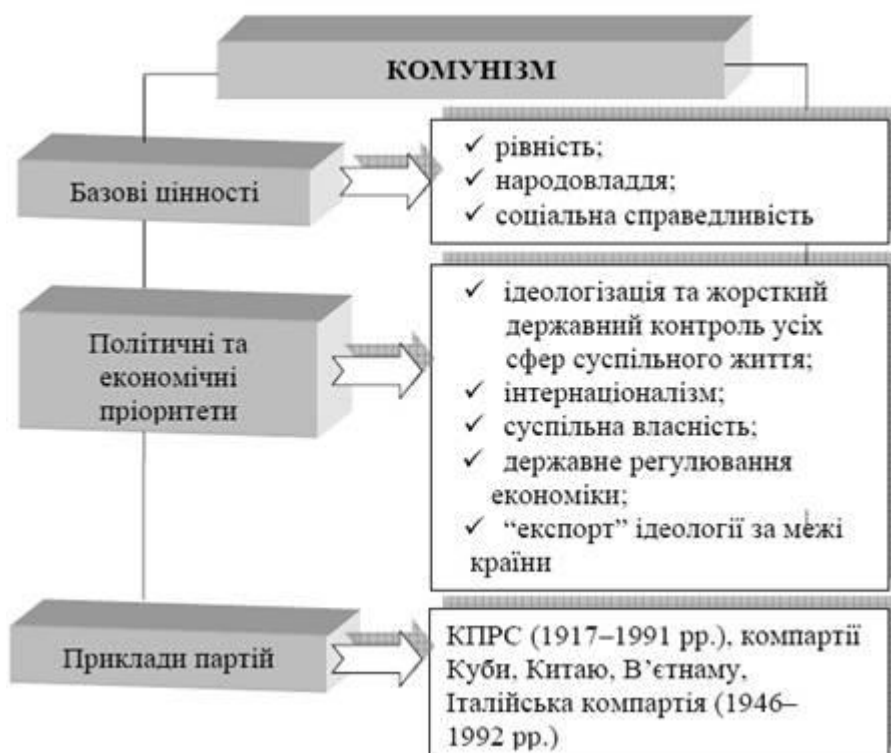 КОМУНІЗМ
Базові цінності
✓ рівність;
✓ народовладдя;
✓ соціальна справедливість
Політичні та
економічні
пріоритети
✓ ідеологізація та жорсткий
державний контроль усіх
сфер суспільного життя;
✓ інтернаціоналізм;
✓ суспільна власність;
✓ державне регулювання
економіки;
✓ “експорт” ідеології за межі
країни
Приклади партій
КПРС (1917–1991 рр.), компартії
Куби, Китаю, В’єтнаму,
Італійська компартія (1946–
1992 рр.)